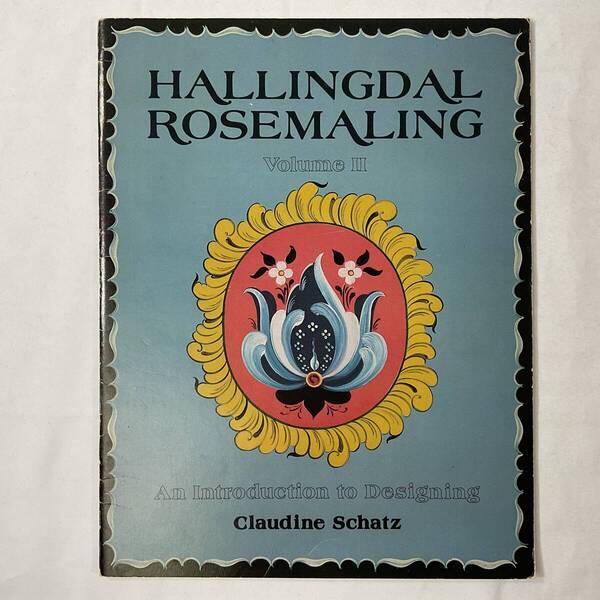 HALLINGDAL
ROSEMALING
Volume II
An Introduction to Designing
Claudine Schatz